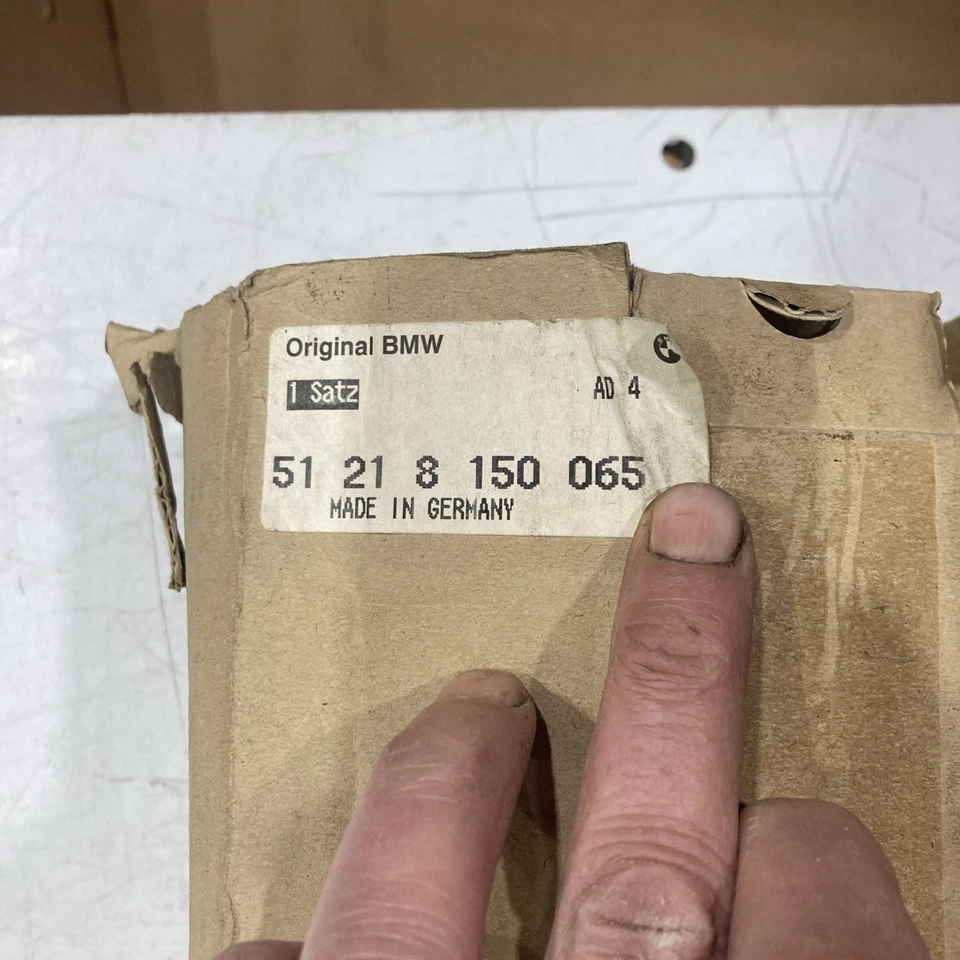 Original BMW
1 Satz AD 4
51 21 8 150 065
MADE IN GERMANY